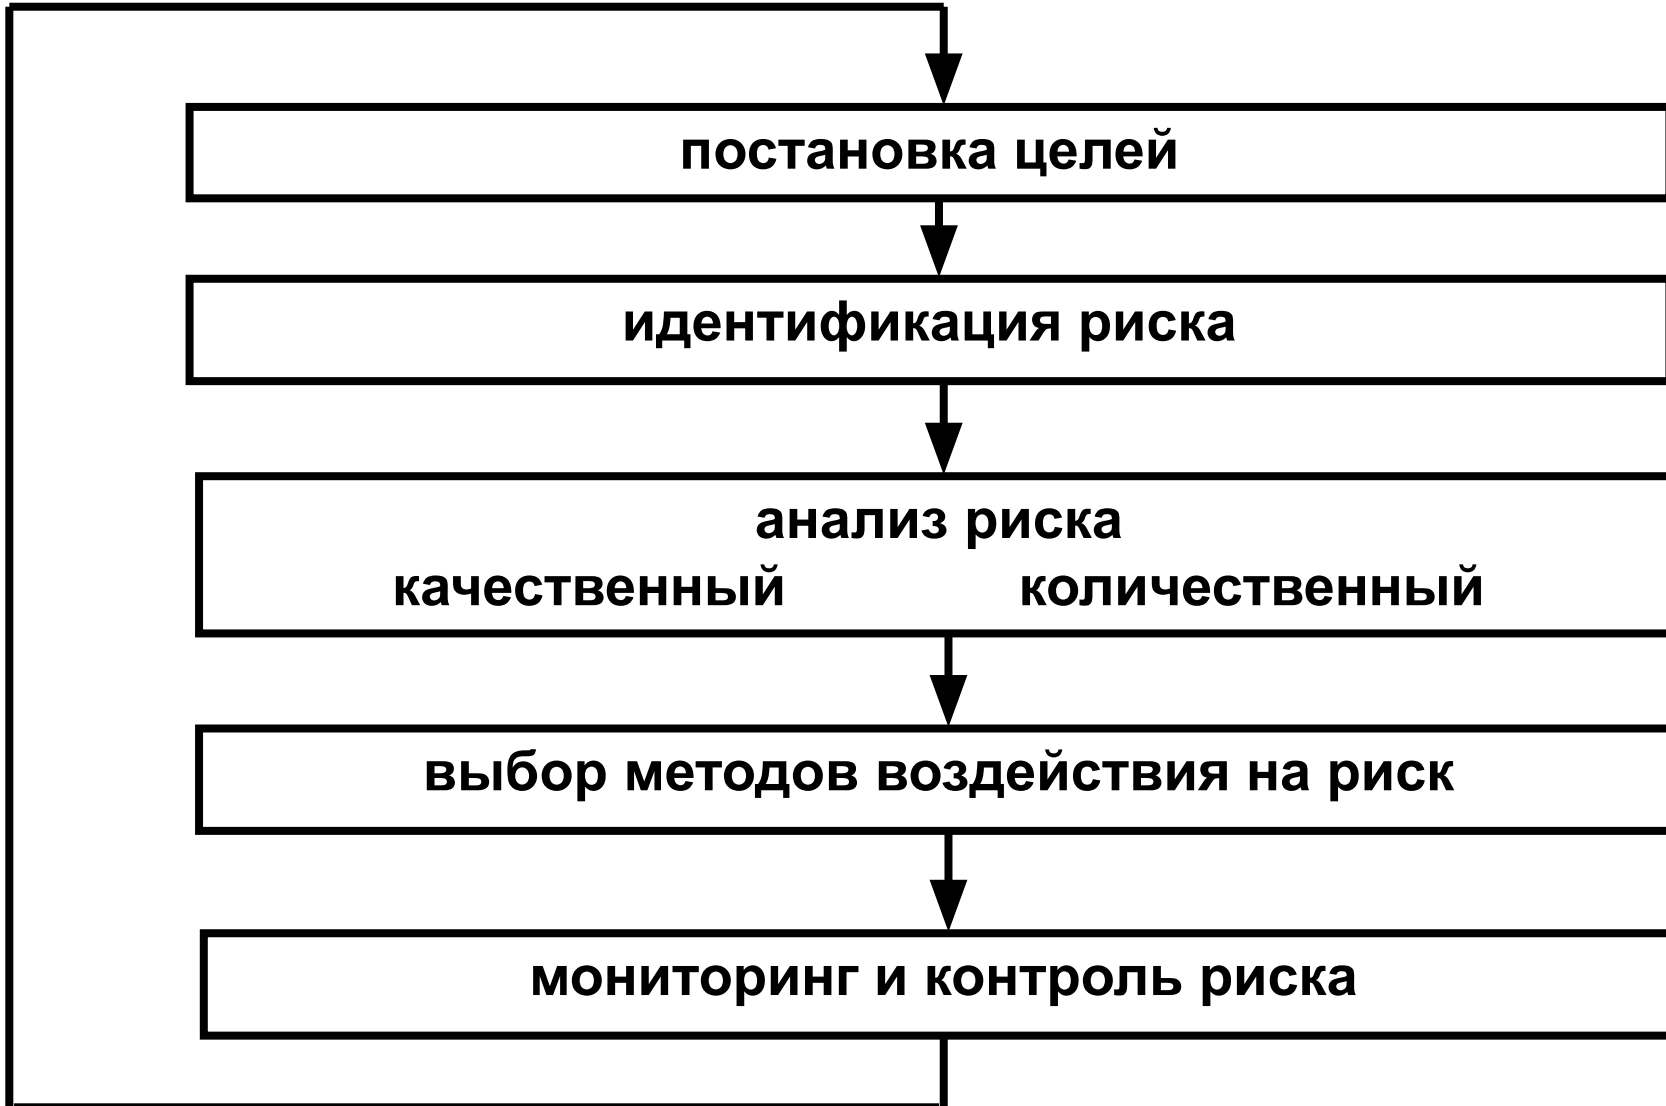 постановка целей
идентификация риска
анализ риска
качественный количественный
выбор методов воздействия на риск
мониторинг и контроль риска